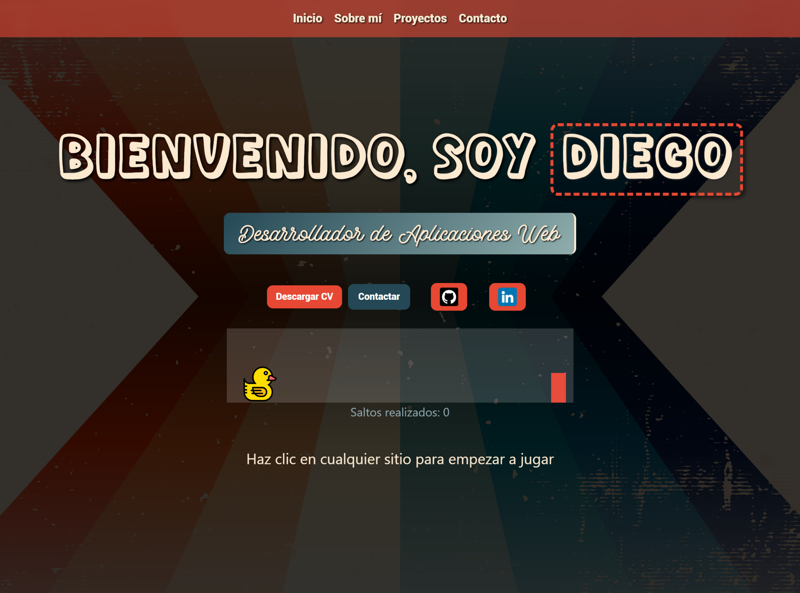 Inicio Sobre mí Proyectos Contacto
BIENVENIDO, SOY DIEGO
Desarrollador de Aplicaciones Web
Descargar CV Contactar in
Saltos realizados: 0
Haz clic en cualquier sitio para empezar a jugar